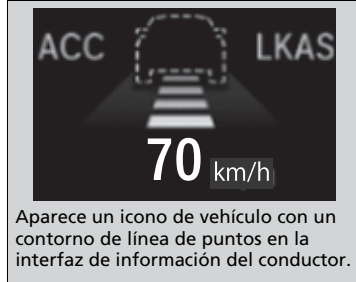 ACC LKAS
70 km/h
Aparece un icono de vehículo con un
contorno de línea de puntos en la
interfaz de información del conductor.